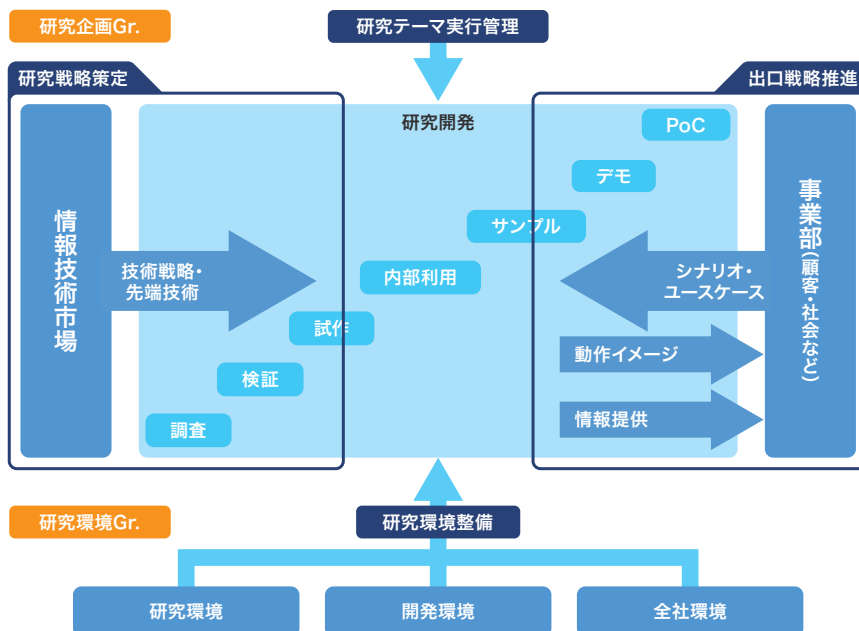 研究企画Gr.
研究テーマ実行管理
研究戦略策定
出口戦略推進
研究開発
PoC
デモ
サンプル
内部利用
試作
検証
調査
情報技術市場
技術戦略・
先端技術
シナリオ・
ユースケース
動作イメージ
情報提供
事業部(顧客・社会など)
研究環境Gr.
研究環境整備
研究環境
開発環境
全社環境